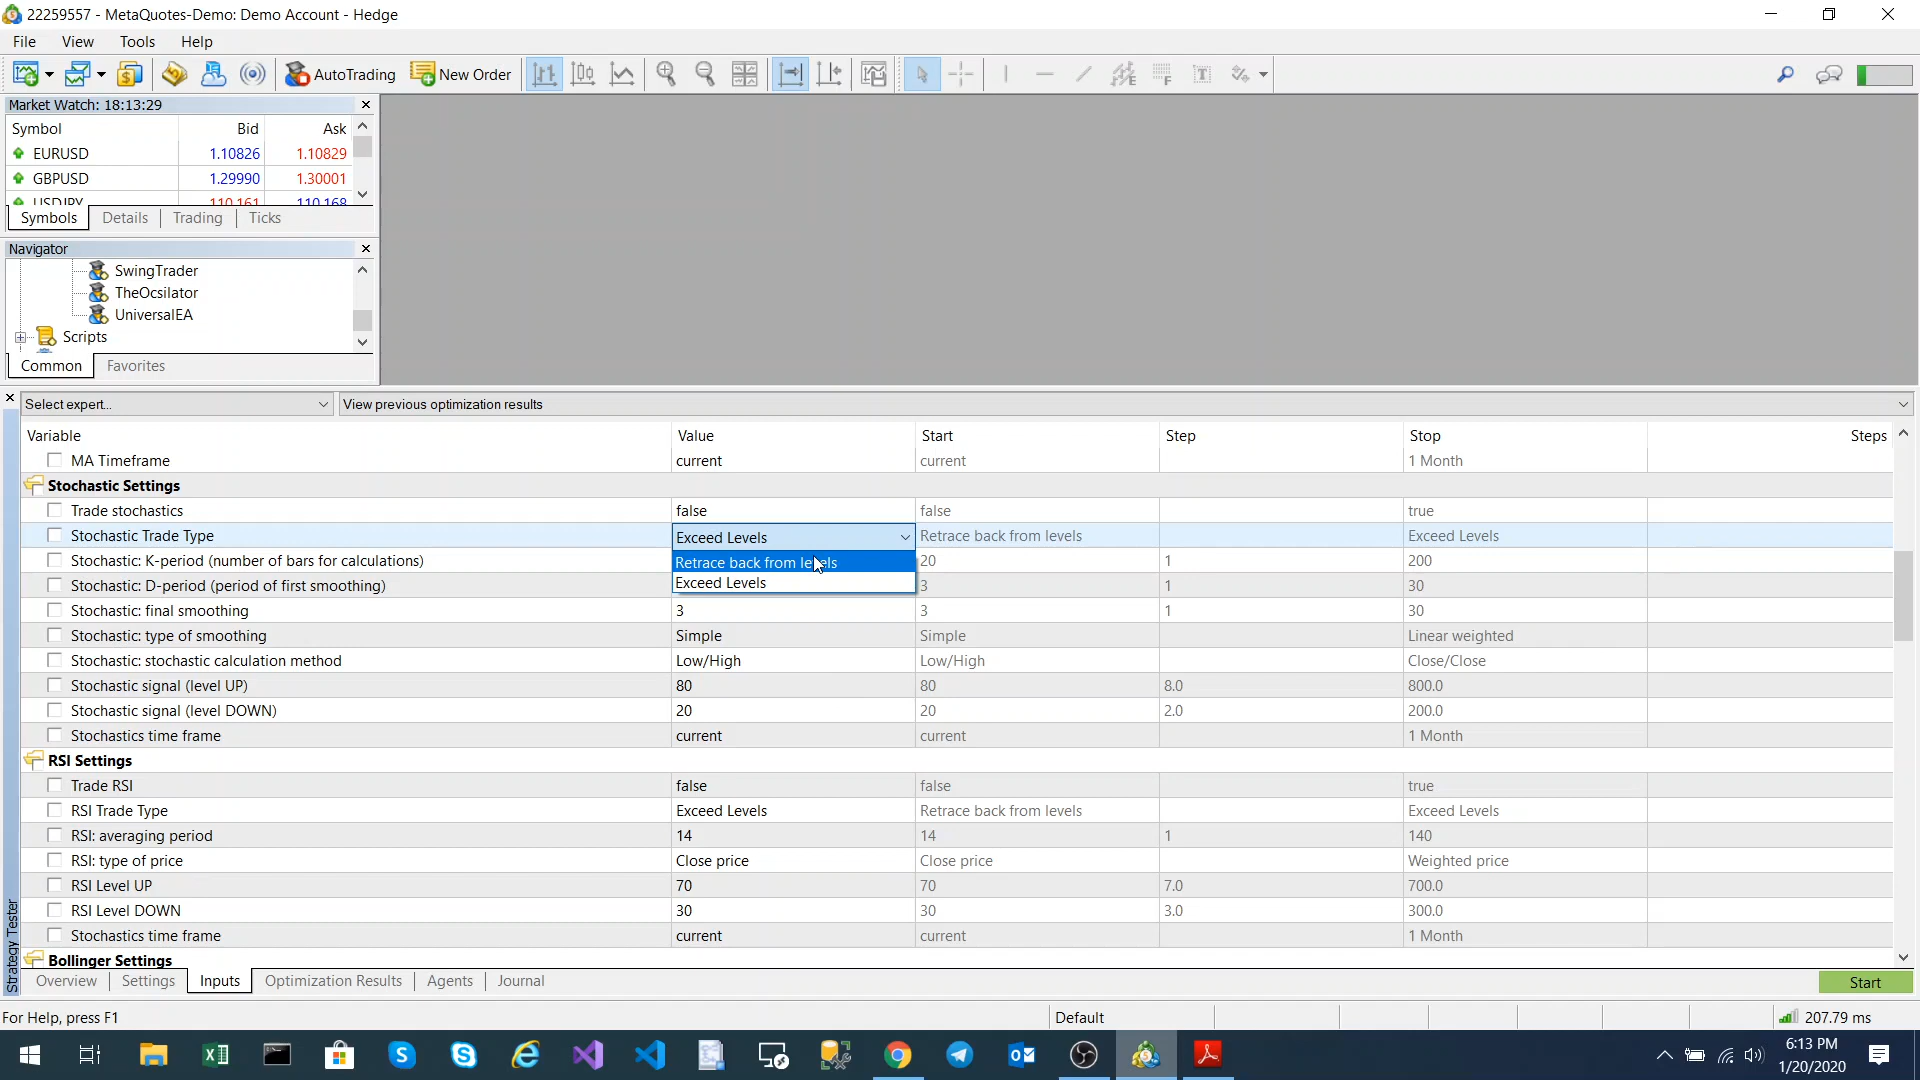 22259557 - MetaQuotes-Demo: Demo Account - Hedge
File View Tools Help
AutoTrading New Order
Market Watch: 18:13:29
Symbol Bid Ask
EURUSD 1.10826 1.10829
GBPUSD 1.29990 1.30001
USDJPY 110.161 110.168
Symbols Details Trading Ticks
Navigator
SwingTrader
TheOcsilator
UniversalEA
Scripts
Common Favorites
Select expert... View previous optimization results
Variable Value Start Step Stop Steps
MA Timeframe current current 1 Month
Stochastic Settings
Trade stochastics false false true
Stochastic Trade Type Exceed Levels Retrace back from levels Exceed Levels
Stochastic: K-period (number of bars for calculations) Retrace back from levels 20 1 200
Stochastic: D-period (period of first smoothing) Exceed Levels 3 1 30
Stochastic: final smoothing 3 3 1 30
Stochastic: type of smoothing Simple Simple Linear weighted
Stochastic: stochastic calculation method Low/High Low/High Close/Close
Stochastic signal (level UP) 80 80 8.0 800.0
Stochastic signal (level DOWN) 20 20 2.0 200.0
Stochastics time frame current current 1 Month
RSI Settings
Trade RSI false false true
RSI Trade Type Exceed Levels Retrace back from levels Exceed Levels
RSI: averaging period 14 14 1 140
RSI: type of price Close price Close price Weighted price
RSI Level UP 70 70 7.0 700.0
RSI Level DOWN 30 30 3.0 300.0
Stochastics time frame current current 1 Month
Bollinger Settings
Strategy Tester
Overview Settings Inputs Optimization Results Agents Journal Start
For Help, press F1 Default 207.79 ms
6:13 PM
1/20/2020